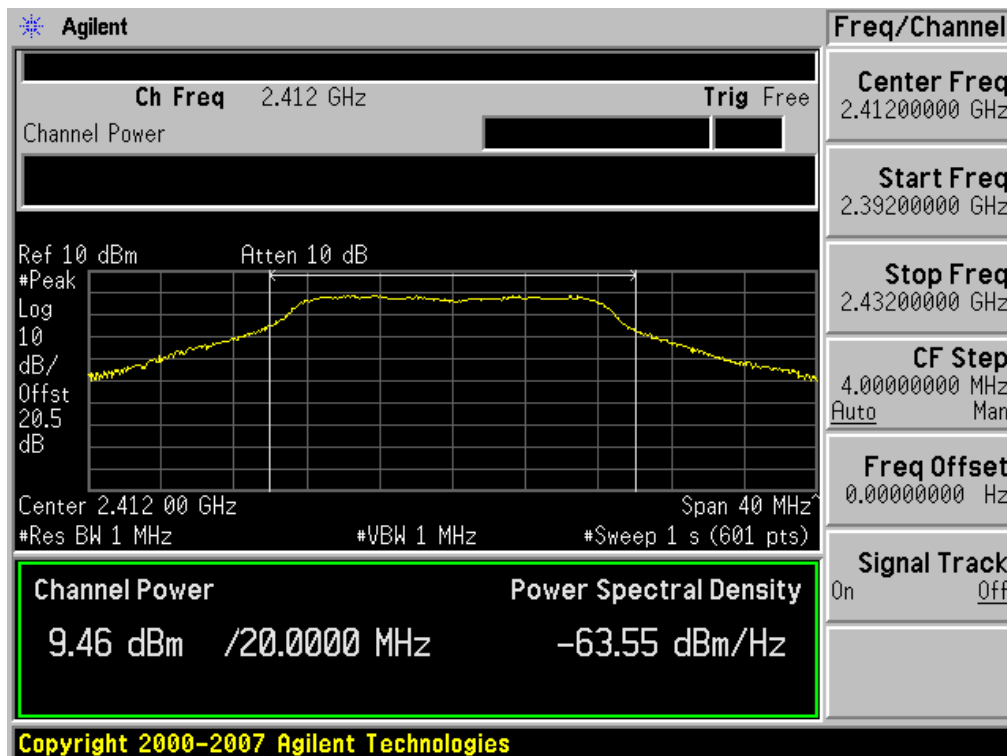 Agilent
Freq/Channel
Ch Freq 2.412 GHz Trig Free
Channel Power
Center Freq
2.41200000 GHz
Start Freq
2.39200000 GHz
Stop Freq
2.43200000 GHz
CF Step
4.00000000 MHz
Auto Man
Freq Offset
0.00000000 Hz
Signal Track
On Off
Ref 10 dBm Atten 10 dB
#Peak
Log
10
dB/
Offst
20.5
dB
Center 2.412 00 GHz Span 40 MHz^
#Res BW 1 MHz #VBW 1 MHz #Sweep 1 s (601 pts)
Channel Power Power Spectral Density
9.46 dBm /20.0000 MHz -63.55 dBm/Hz
Copyright 2000-2007 Agilent Technologies